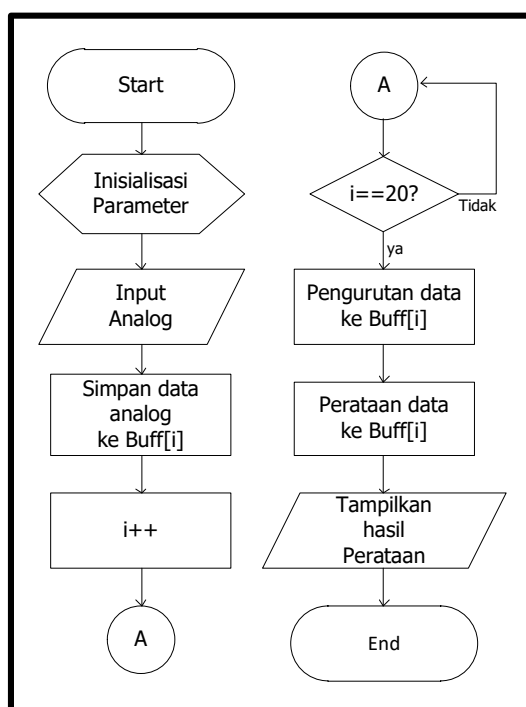 Start
Inisialisasi
Parameter
Input
Analog
Simpan data
analog
ke Buff[i]
i++
A
A
i==20?
Tidak
ya
Pengurutan data
ke Buff[i]
Perataan data
ke Buff[i]
Tampilkan
hasil
Perataan
End